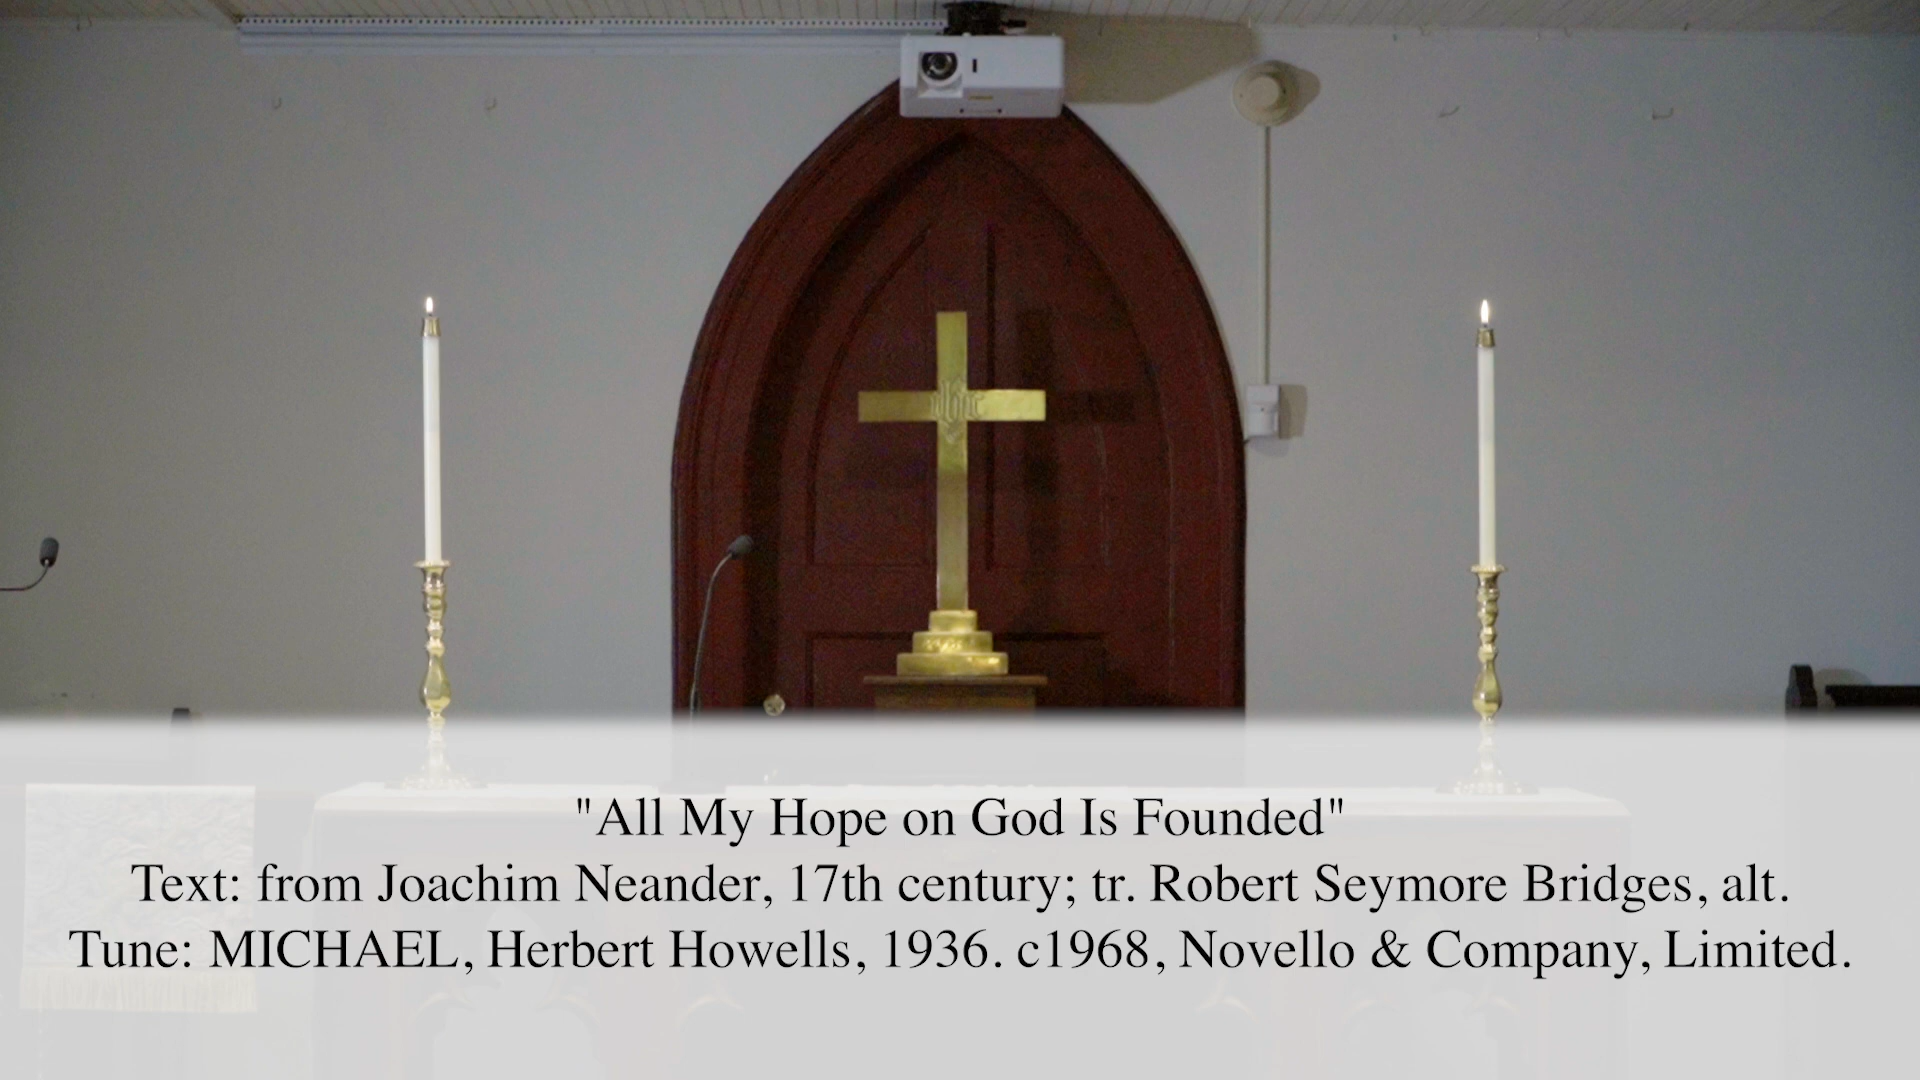 "All My Hope on God Is Founded"
Text: from Joachim Neander, 17th century; tr. Robert Seymore Bridges, alt.
Tune: MICHAEL, Herbert Howells, 1936. c1968, Novello & Company, Limited.